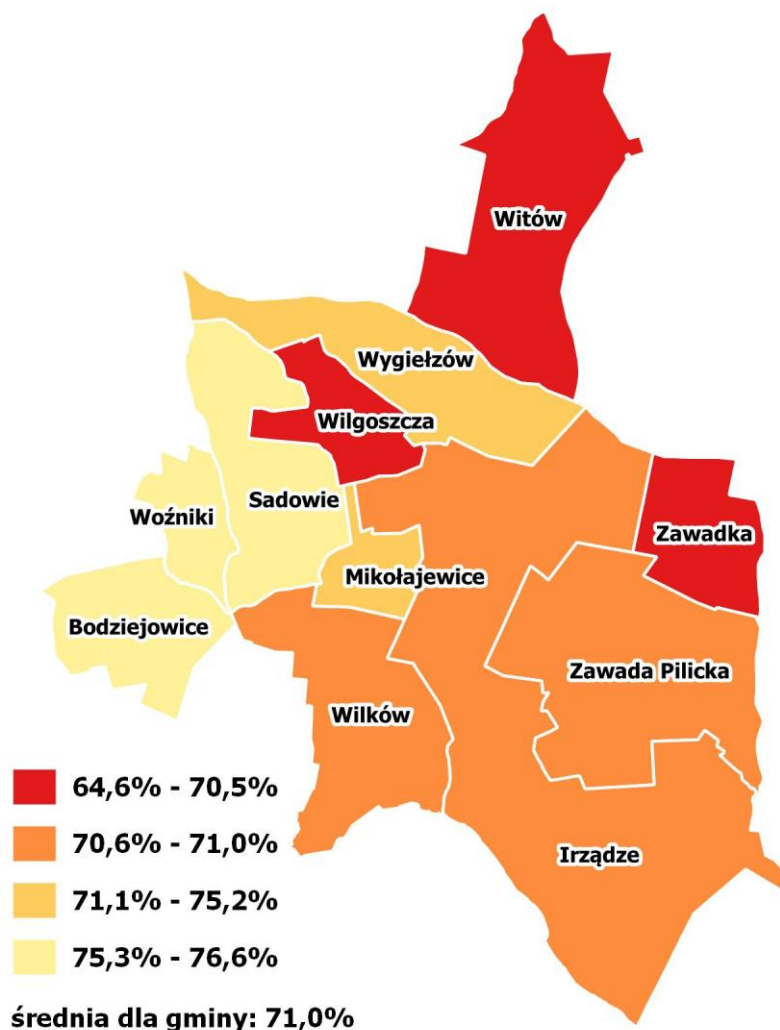 Witów
Wygiełzów
Wilgoszcza
Sadowie
Woźniki
Zawadka
Mikołajewice
Bodziejowice
Zawada Pilicka
Wilków
Irządze
64,6% - 70,5%
70,6% - 71,0%
71,1% - 75,2%
75,3% - 76,6%
średnia dla gminy: 71,0%